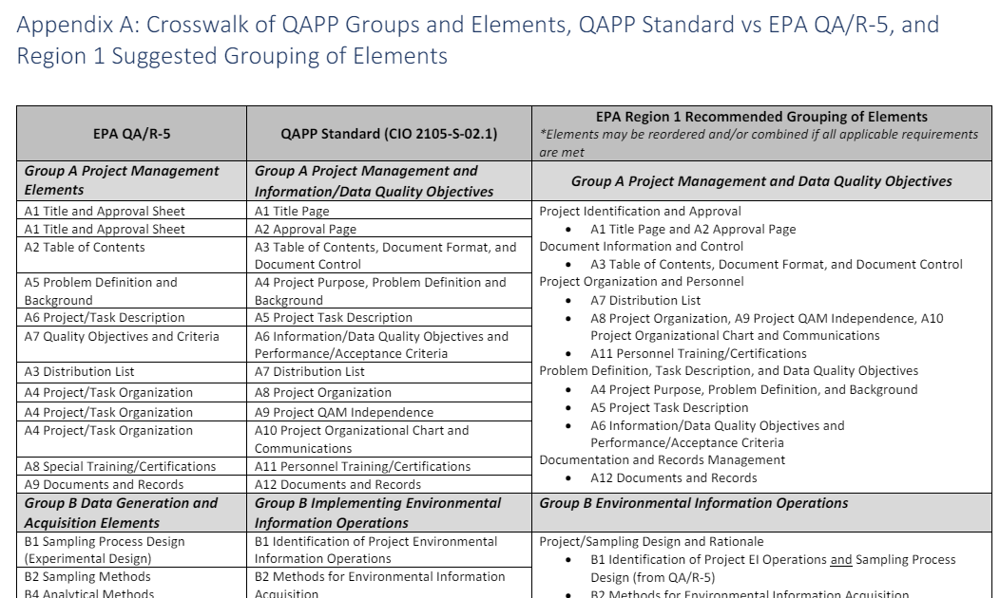 Appendix A: Crosswalk of QAPP Groups and Elements, QAPP Standard vs EPA QA/R-5, and
Region 1 Suggested Grouping of Elements
EPA QA/R-5
QAPP Standard (CIO 2105-S-02.1)
EPA Region 1 Recommended Grouping of Elements
*Elements may be reordered and/or combined if all applicable requirements
are met
Group A Project Management
Elements
Group A Project Management and
Information/Data Quality Objectives
Group A Project Management and Data Quality Objectives
A1 Title and Approval Sheet
A1 Title Page
A1 Title and Approval Sheet
A2 Approval Page
A2 Table of Contents
A3 Table of Contents, Document Format, and
Document Control
A5 Problem Definition and
Background
A4 Project Purpose, Problem Definition and
Background
A6 Project/Task Description
A5 Project Task Description
A7 Quality Objectives and Criteria
A6 Information/Data Quality Objectives and
Performance/Acceptance Criteria
A3 Distribution List
A7 Distribution List
A4 Project/Task Organization
A8 Project Organization
A4 Project/Task Organization
A9 Project QAM Independence
A4 Project/Task Organization
A10 Project Organizational Chart and
Communications
A8 Special Training/Certifications
A11 Personnel Training/Certifications
A9 Documents and Records
A12 Documents and Records
Project Identification and Approval
• A1 Title Page and A2 Approval Page
Document Information and Control
• A3 Table of Contents, Document Format, and Document Control
Project Organization and Personnel
• A7 Distribution List
• A8 Project Organization, A9 Project QAM Independence, A10
Project Organizational Chart and Communications
• A11 Personnel Training/Certifications
Problem Definition, Task Description, and Data Quality Objectives
• A4 Project Purpose, Problem Definition, and Background
• A5 Project Task Description
• A6 Information/Data Quality Objectives and
Performance/Acceptance Criteria
Documentation and Records Management
• A12 Documents and Records
Group B Data Generation and
Acquisition Elements
Group B Implementing Environmental
Information Operations
Group B Environmental Information Operations
B1 Sampling Process Design
(Experimental Design)
B1 Identification of Project Environmental
Information Operations
B2 Sampling Methods
B4 Analytical Methods
B2 Methods for Environmental Information
Acquisition
Project/Sampling Design and Rationale
• B1 Identification of Project EI Operations and Sampling Process
Design (from QA/R-5)
• B2 Methods for Environmental Information Acquisition